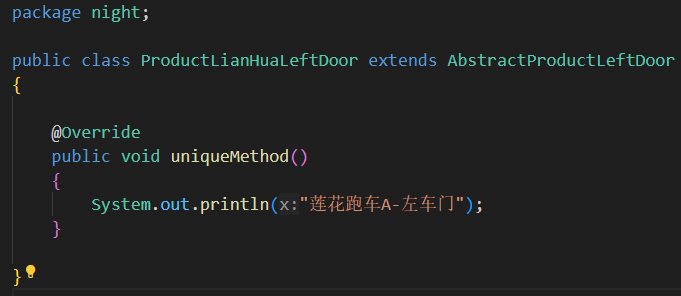 package night;
public class ProductLianHuaLeftDoor extends AbstractProductLeftDoor
{
@Override
public void uniqueMethod()
{
System.out.println(x:"莲花跑车A-左车门");
}
}